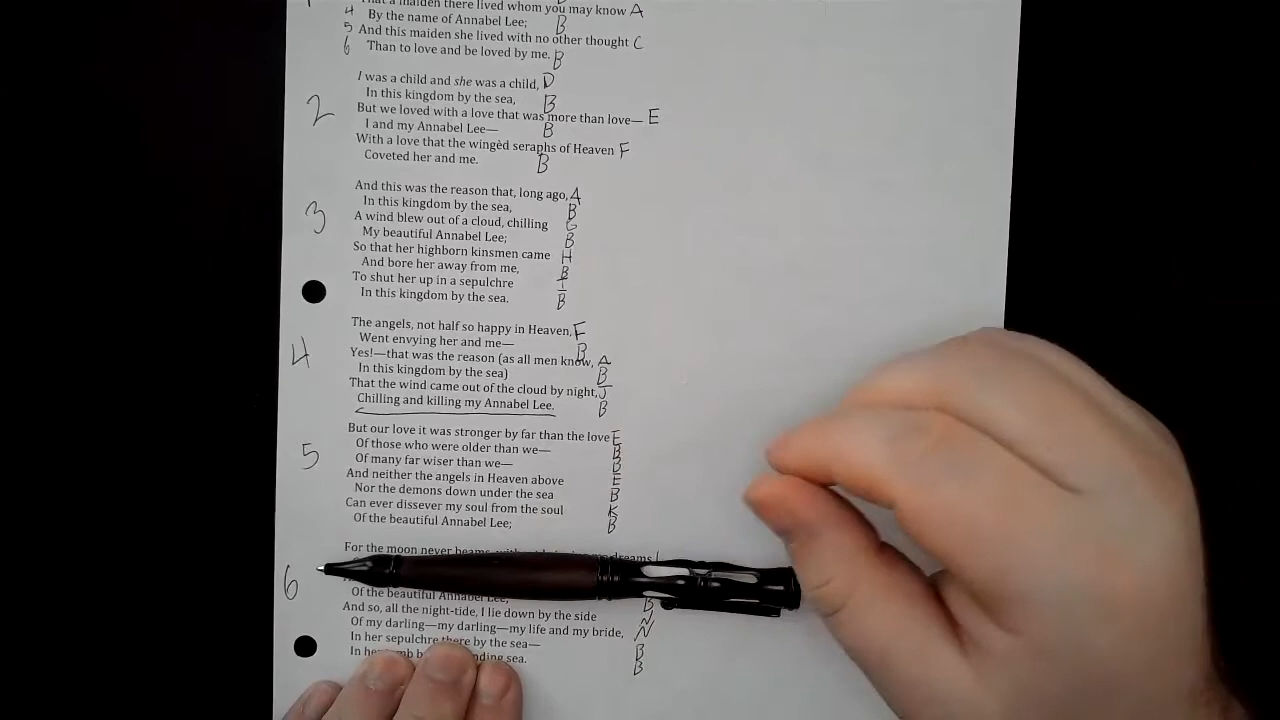 That a maiden there lived whom you may know A
4 By the name of Annabel Lee; B
5 And this maiden she lived with no other thought C
6 Than to love and be loved by me. B
I was a child and she was a child, D
In this kingdom by the sea, B
2 But we loved with a love that was more than love— E
I and my Annabel Lee— B
With a love that the wingèd seraphs of Heaven F
Coveted her and me. B
And this was the reason that, long ago, A
In this kingdom by the sea, B
3 A wind blew out of a cloud, chilling G
My beautiful Annabel Lee; B
So that her highborn kinsmen came H
And bore her away from me, B
To shut her up in a sepulchre I
In this kingdom by the sea. B
The angels, not half so happy in Heaven, F
Went envying her and me— B
4 Yes!—that was the reason (as all men know, A
In this kingdom by the sea) B
That the wind came out of the cloud by night, J
Chilling and killing my Annabel Lee. B
But our love it was stronger by far than the love E
Of those who were older than we— B
5 Of many far wiser than we— B
And neither the angels in Heaven above E
Nor the demons down under the sea B
Can ever dissever my soul from the soul K
Of the beautiful Annabel Lee; B
For the moon never beams, dreams L
6
Of the beautiful Annabel Lee; B
And so, all the night-tide, I lie down by the side N
Of my darling—my darling—my life and my bride, N
In her sepulchre there by the sea— B
In her sea. B